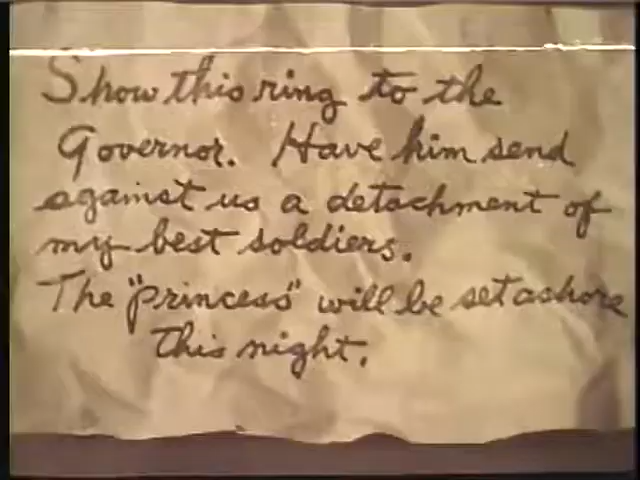 Show this ring to the
Governor. Have him send
against us a detachment of
my best soldiers.
The "princess" will be set ashore
this night.